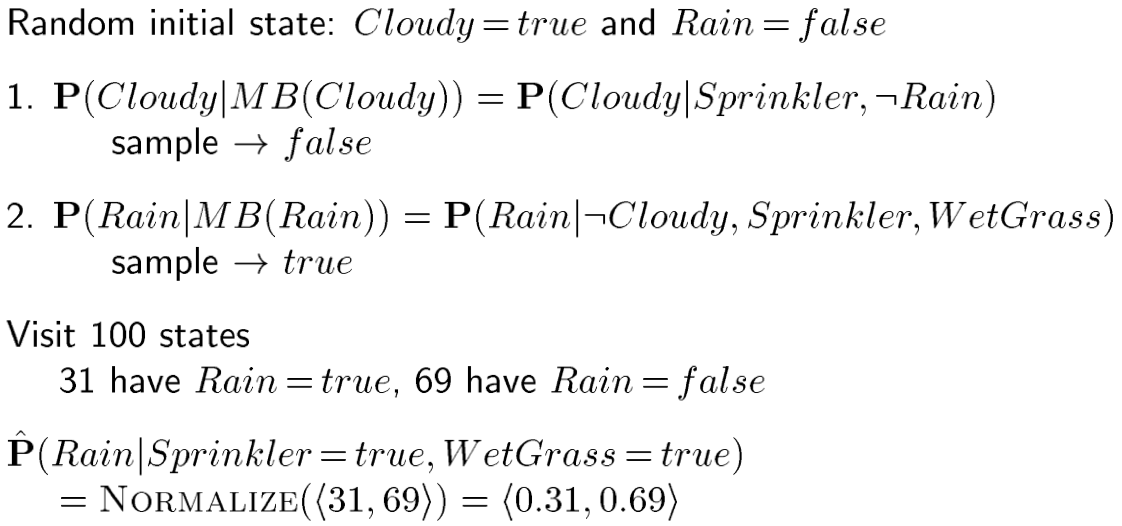 Random initial state: Cloudy = true and Rain = false
1. P(Cloudy|MB(Cloudy)) = P(Cloudy|Sprinkler, ¬Rain)
sample → false
2. P(Rain|MB(Rain)) = P(Rain|¬Cloudy, Sprinkler, WetGrass)
sample → true
Visit 100 states
31 have Rain = true, 69 have Rain = false
P̂(Rain|Sprinkler = true, WetGrass = true)
= NORMALIZE(⟨31, 69⟩) = ⟨0.31, 0.69⟩